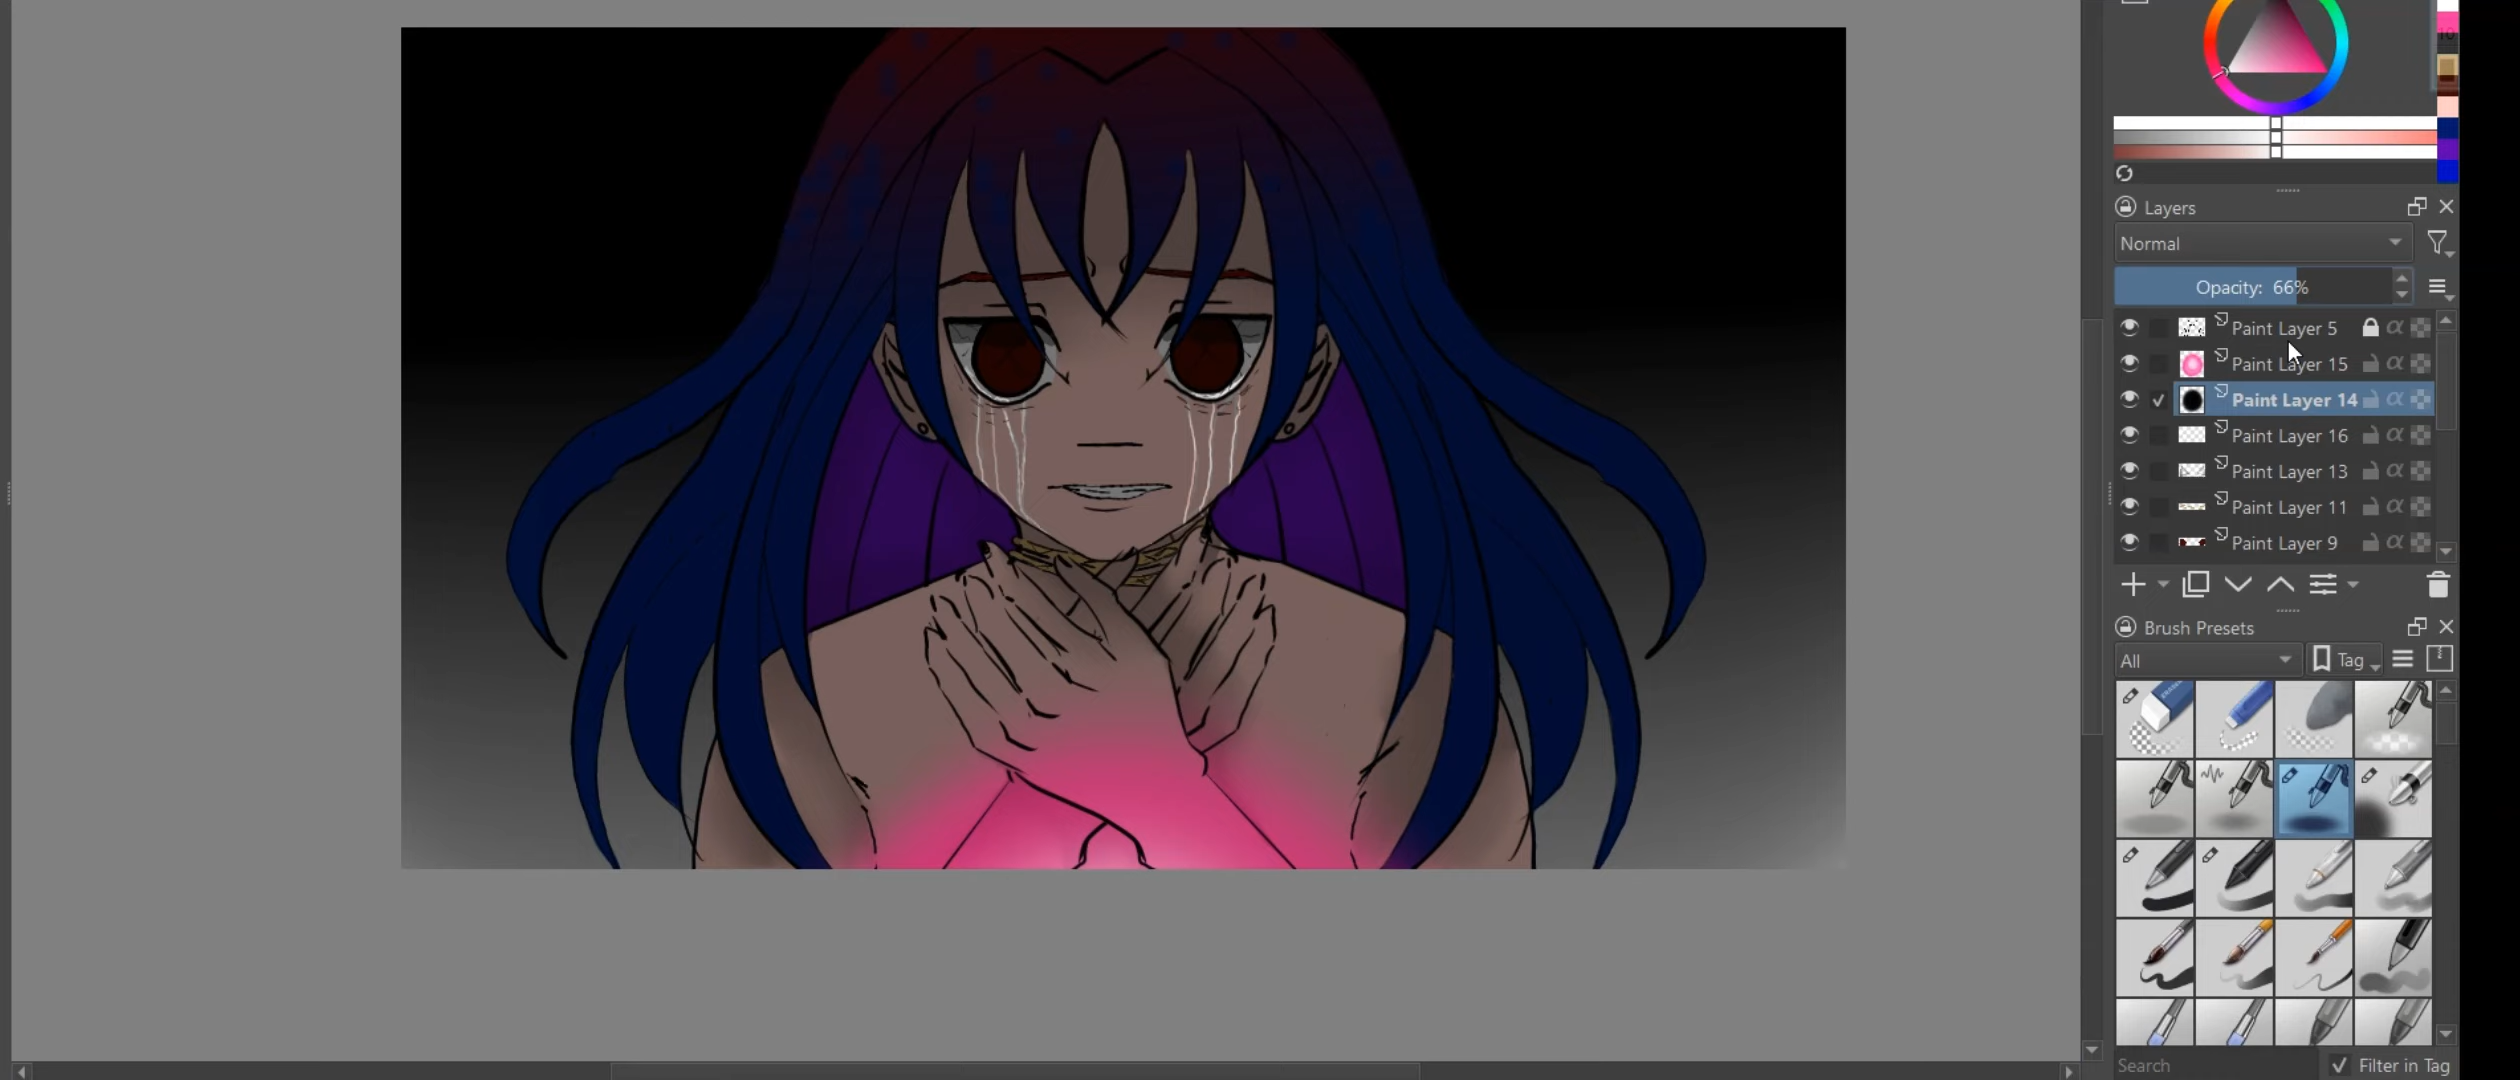 10
Layers
Normal
Opacity: 66%
Paint Layer 5
Paint Layer 15
Paint Layer 14
Paint Layer 16
Paint Layer 13
Paint Layer 11
Paint Layer 9
Brush Presets
All Tag
Search Filter in Tag